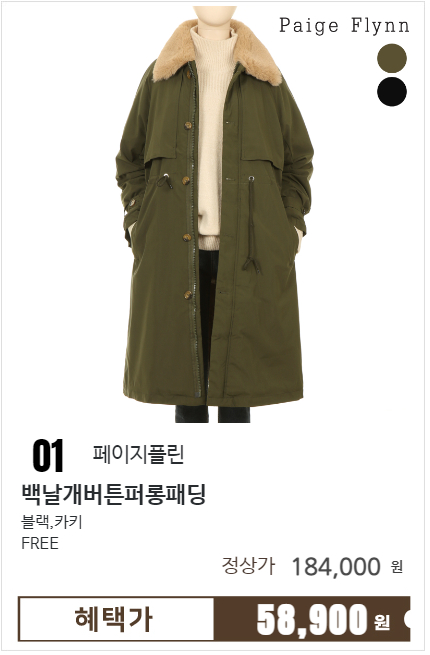 Paige Flynn
01 페이지플린
백날개버튼퍼롱패딩
블랙,카키
FREE
정상가 184,000 원
혜택가 58,900 원